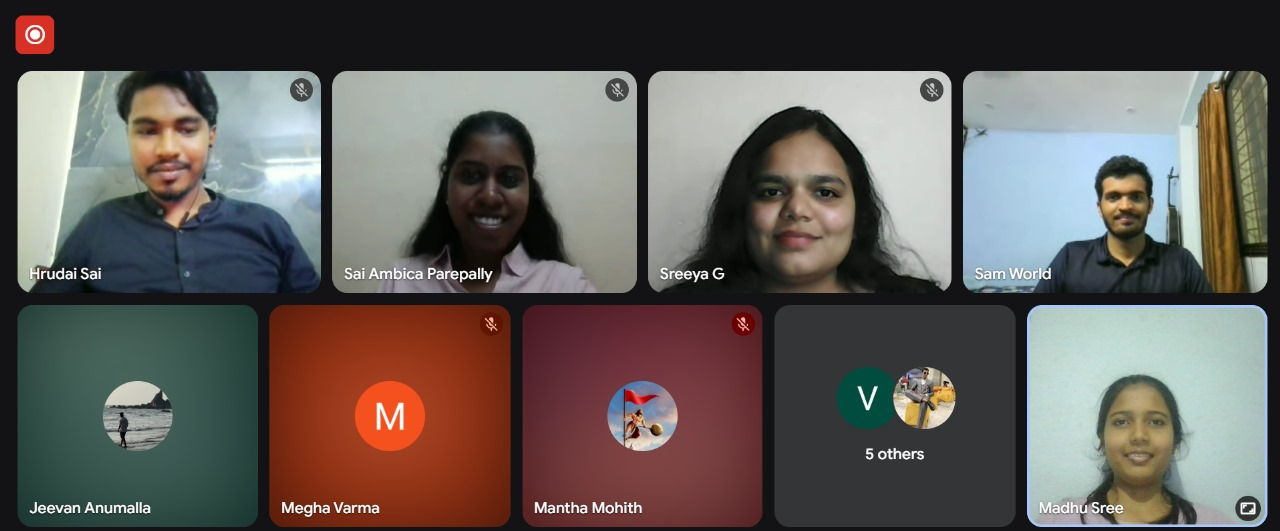 Hrudai Sai
Sai Ambica Parepally
Sreeya G
Sam World
Jeevan Anumalla
M
Megha Varma
Mantha Mohith
V
5 others
Madhu Sree